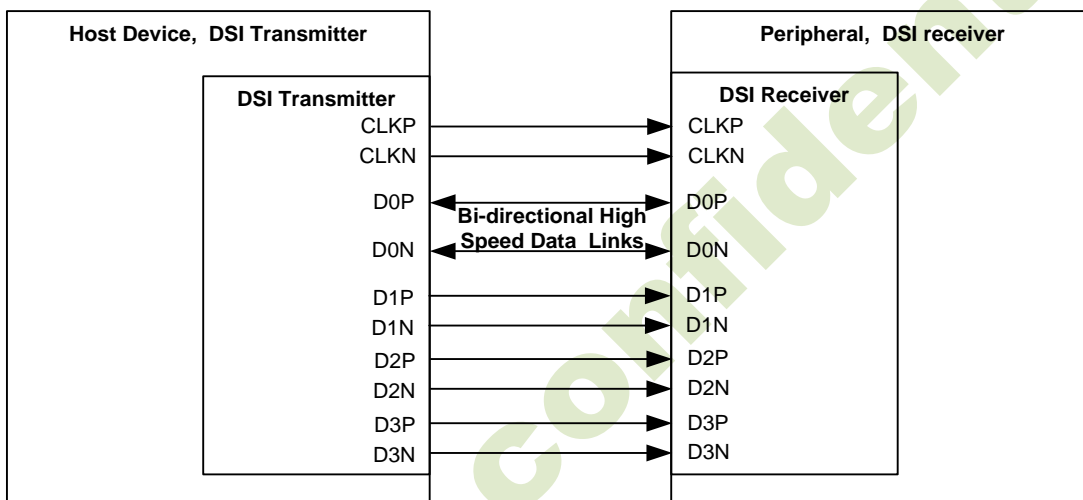 Host Device, DSI Transmitter
Peripheral, DSI receiver
DSI Transmitter
DSI Receiver
CLKP
CLKP
CLKN
CLKN
D0P
D0P
Bi-directional High
Speed Data Links
D0N
D0N
D1P
D1P
D1N
D1N
D2P
D2P
D2N
D2N
D3P
D3P
D3N
D3N
confident